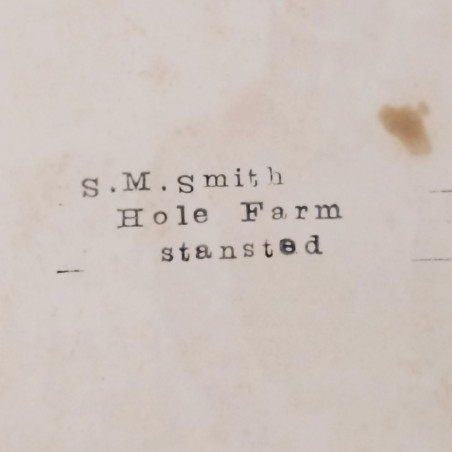 S.M.Smith
Hole Farm
stansted